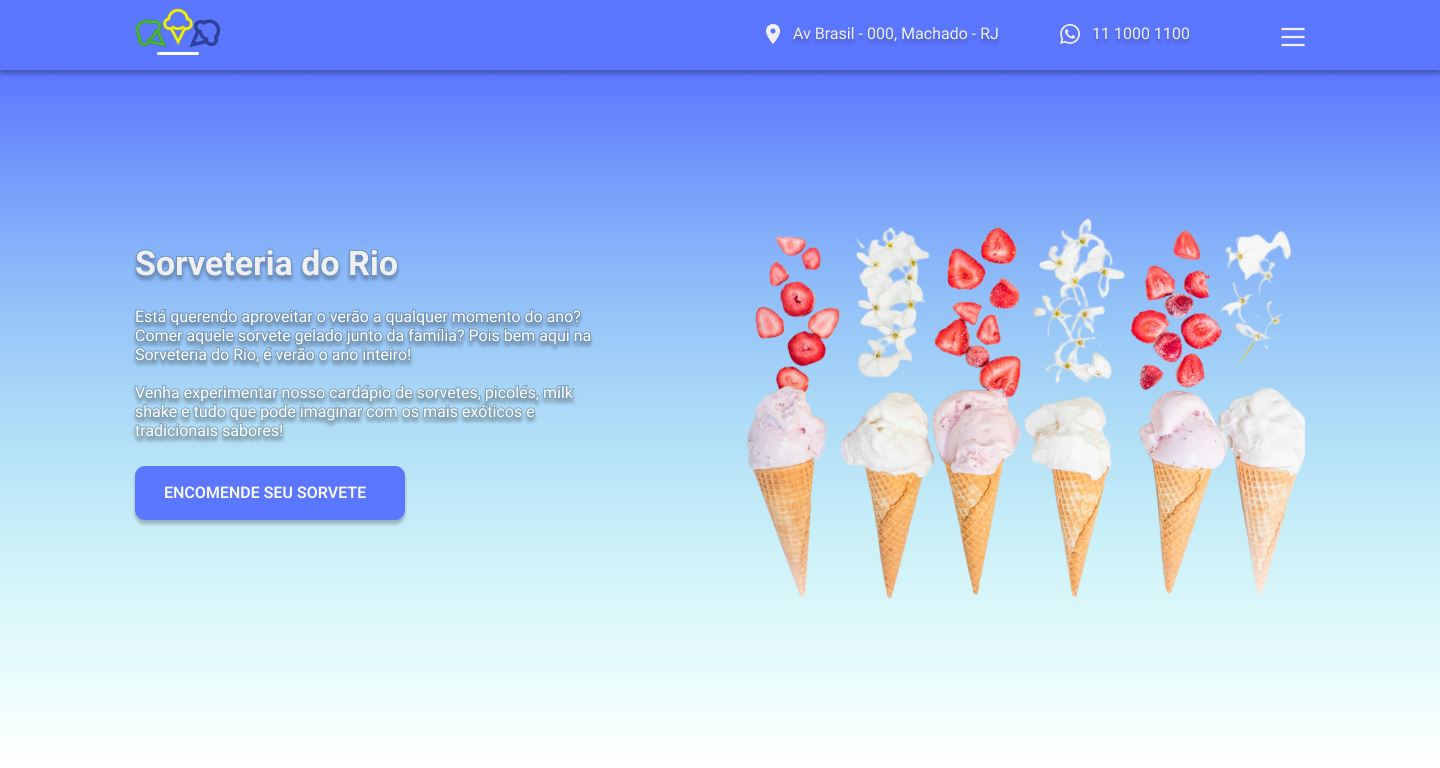 Av Brasil - 000, Machado - RJ
11 1000 1100
Sorveteria do Rio
Está querendo aproveitar o verão a qualquer momento do ano?
Comer aquele sorvete gelado junto da família? Pois bem aqui na
Sorveteria do Rio, é verão o ano inteiro!
Venha experimentar nosso cardápio de sorvetes, picolés, milk
shake e tudo que pode imaginar com os mais exóticos e
tradicionais sabores!
ENCOMENDE SEU SORVETE